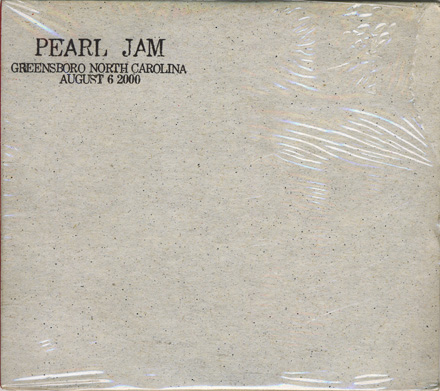 PEARL JAM
GREENSBORO NORTH CAROLINA
AUGUST 6 2000